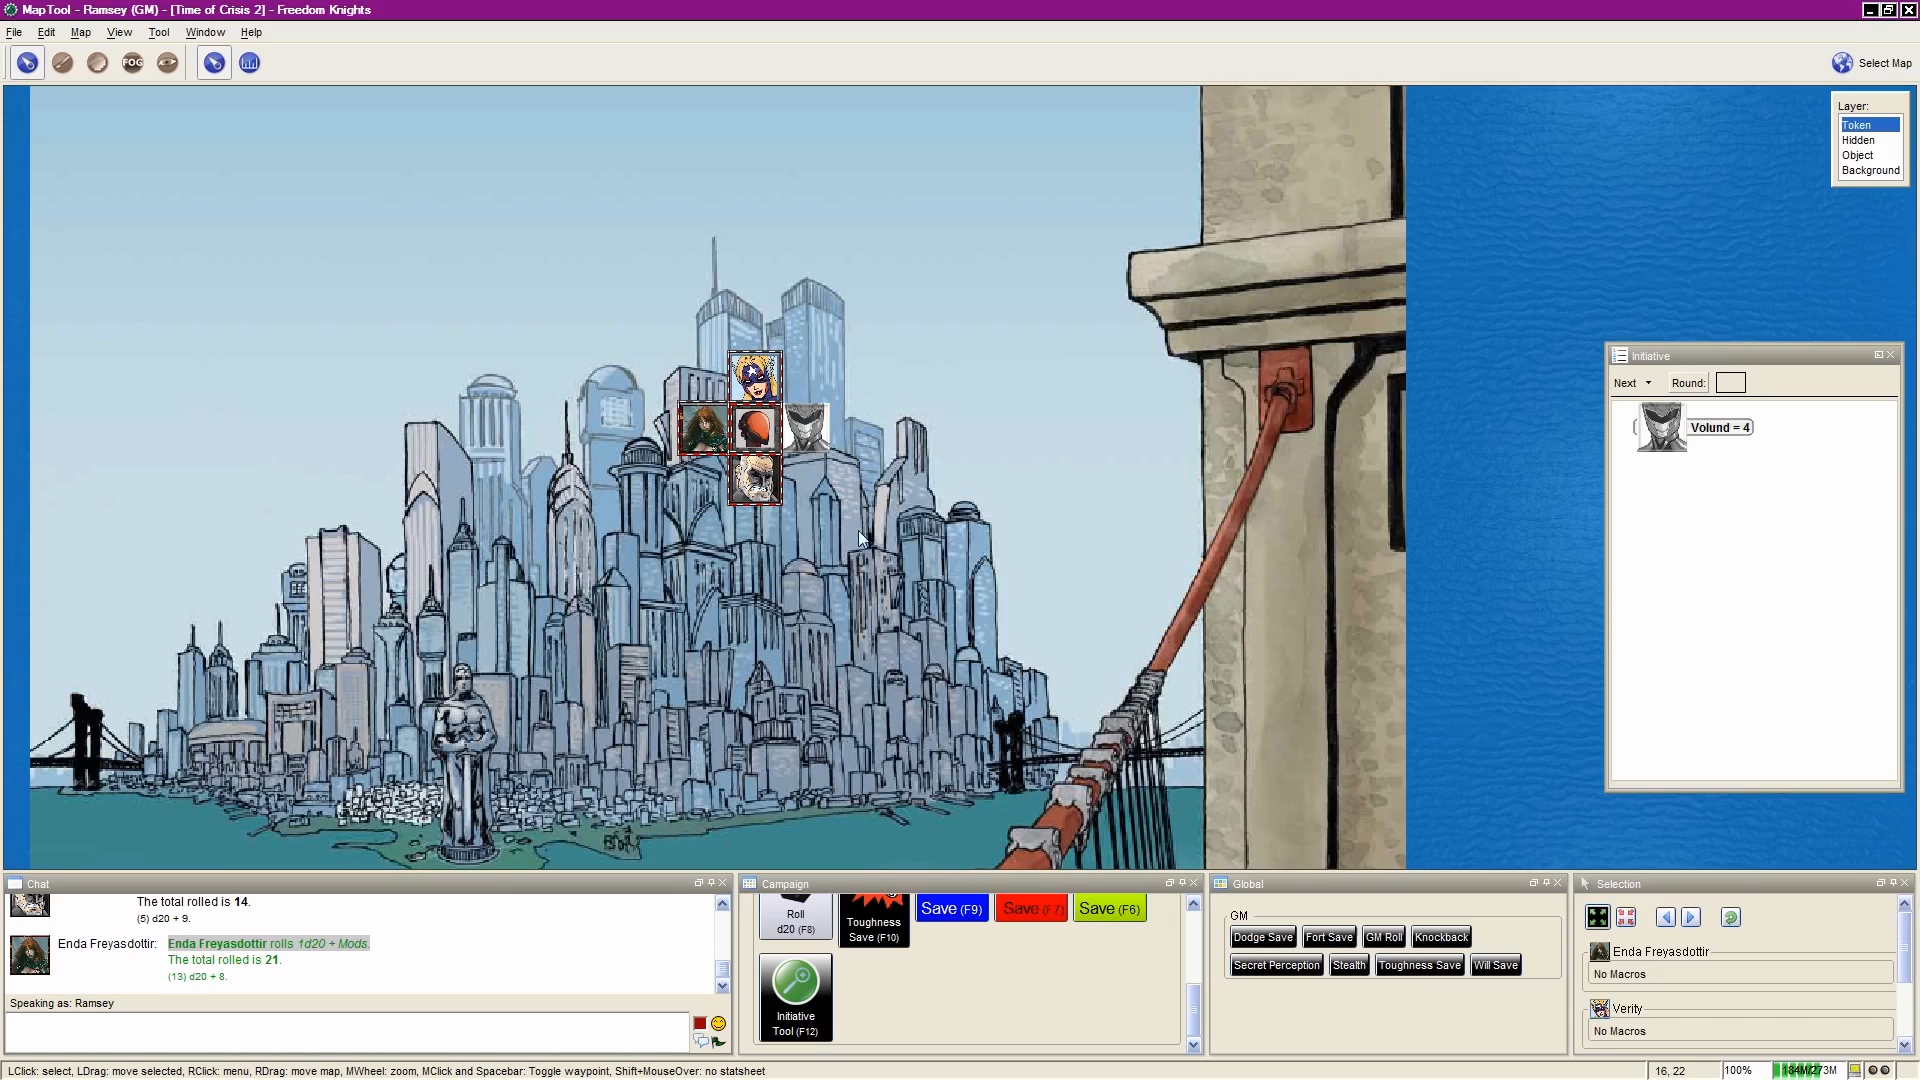 MapTool - Ramsey (GM) - [Time of Crisis 2] - Freedom Knights
File Edit Map View Tool Window Help
FOG
Select Map
Layer:
Token
Hidden
Object
Background
Initiative
Next Round:
Volund = 4
Chat
The total rolled is 14.
(5) d20 + 9.
Enda Freyasdottir: Enda Freyasdottir rolls 1d20 + Mods.
The total rolled is 21.
(13) d20 + 8.
Speaking as: Ramsey
Campaign
Roll
d20 (F8)
Toughness
Save (F10)
Save (F9)
Save (F7)
Save (F6)
Initiative
Tool (F12)
Global
GM
Dodge Save Fort Save GM Roll Knockback
Secret Perception Stealth Toughness Save Will Save
Selection
Enda Freyasdottir
No Macros
Verity
No Macros
LClick: select, LDrag: move selected, RClick: menu, RDrag: move map, MWheel: zoom, MClick and Spacebar: Toggle waypoint, Shift+MouseOver: no statsheet
16, 22
100%
184M/273M